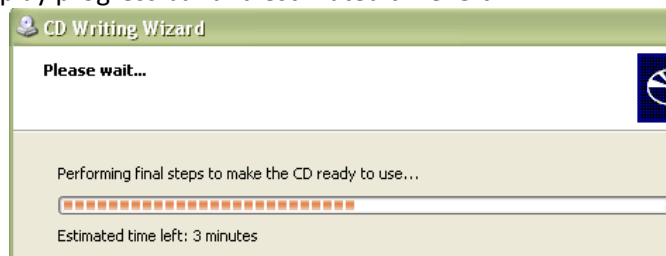 CD Writing Wizard
Please wait...
Performing final steps to make the CD ready to use...
Estimated time left: 3 minutes